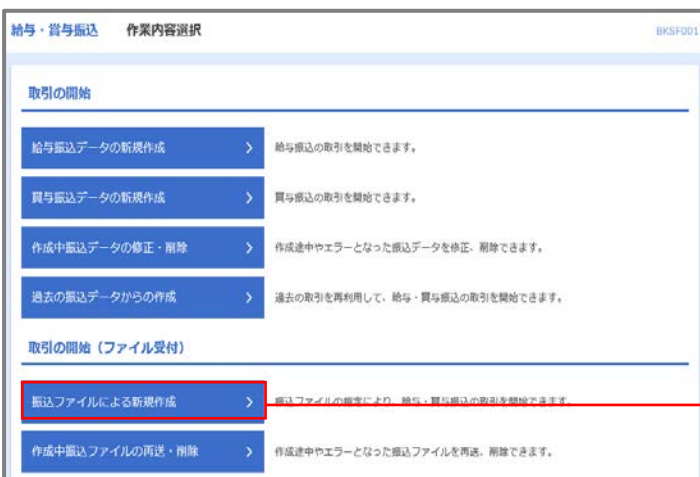 給与・賞与振込 作業内容選択 BKSF001
取引の開始
給与振込データの新規作成 給与振込の取引を開始できます。
賞与振込データの新規作成 賞与振込の取引を開始できます。
作成中振込データの修正・削除 作成途中やエラーとなった振込データを修正、削除できます。
過去の振込データからの作成 過去の取引を再利用して、給与・賞与振込の取引を開始できます。
取引の開始（ファイル受付）
振込ファイルによる新規作成 振込ファイルの指定により、給与・賞与振込の取引を開始できます。
作成中振込ファイルの再送・削除 作成途中やエラーとなった振込ファイルを再送、削除できます。